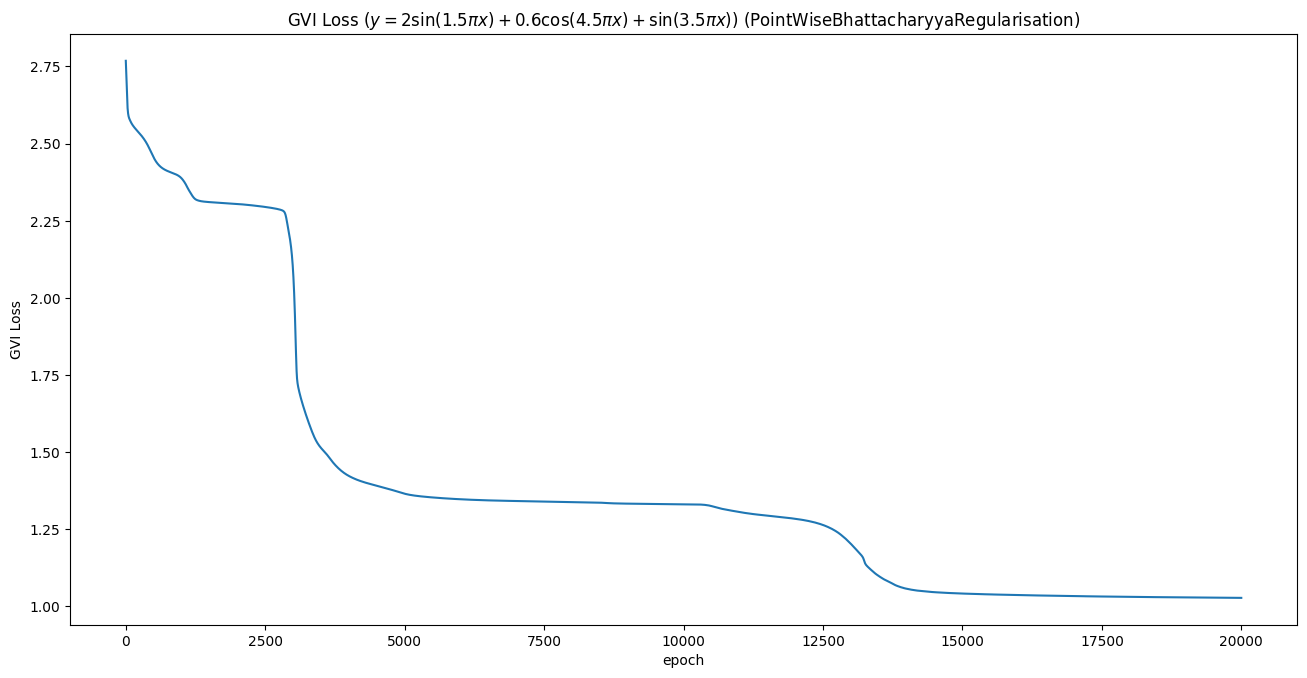 GVI Loss (y = 2sin(1.5πx) + 0.6cos(4.5πx) + sin(3.5πx)) (PointWiseBhattacharyyaRegularisation)
2.75
2.50
2.25
2.00
1.75
1.50
1.25
1.00
GVI Loss
0 2500 5000 7500 10000 12500 15000 17500 20000
epoch